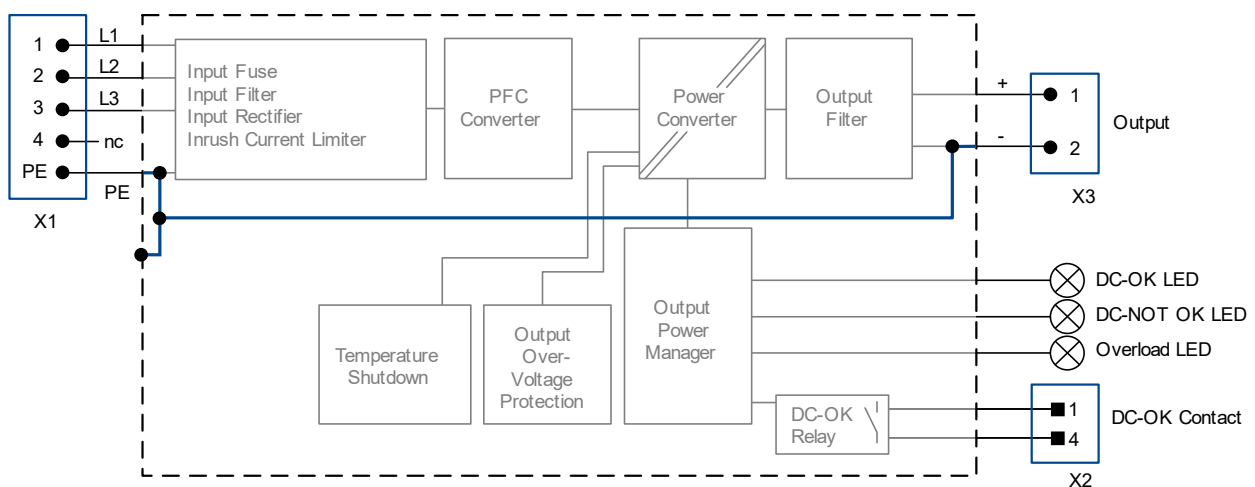 1
L1
2
L2
3
L3
4
nc
PE
PE
X1
Input Fuse
Input Filter
Input Rectifier
Inrush Current Limiter
PFC
Converter
Power
Converter
Output
Filter
+
1
-
2
Output
X3
Temperature
Shutdown
Output
Over-
Voltage
Protection
Output
Power
Manager
DC-OK LED
DC-NOT OK LED
Overload LED
DC-OK
Relay
1
4
DC-OK Contact
X2